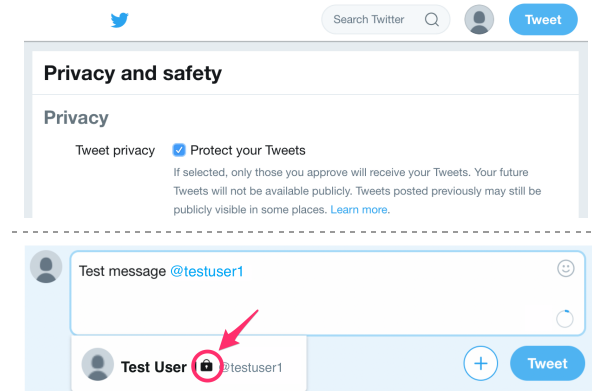 Search Twitter
Tweet
Privacy and safety
Privacy
Tweet privacy Protect your Tweets
If selected, only those you approve will receive your Tweets. Your future
Tweets will not be available publicly. Tweets posted previously may still be
publicly visible in some places. Learn more.
Test message @testuser1
Test User @testuser1
Tweet